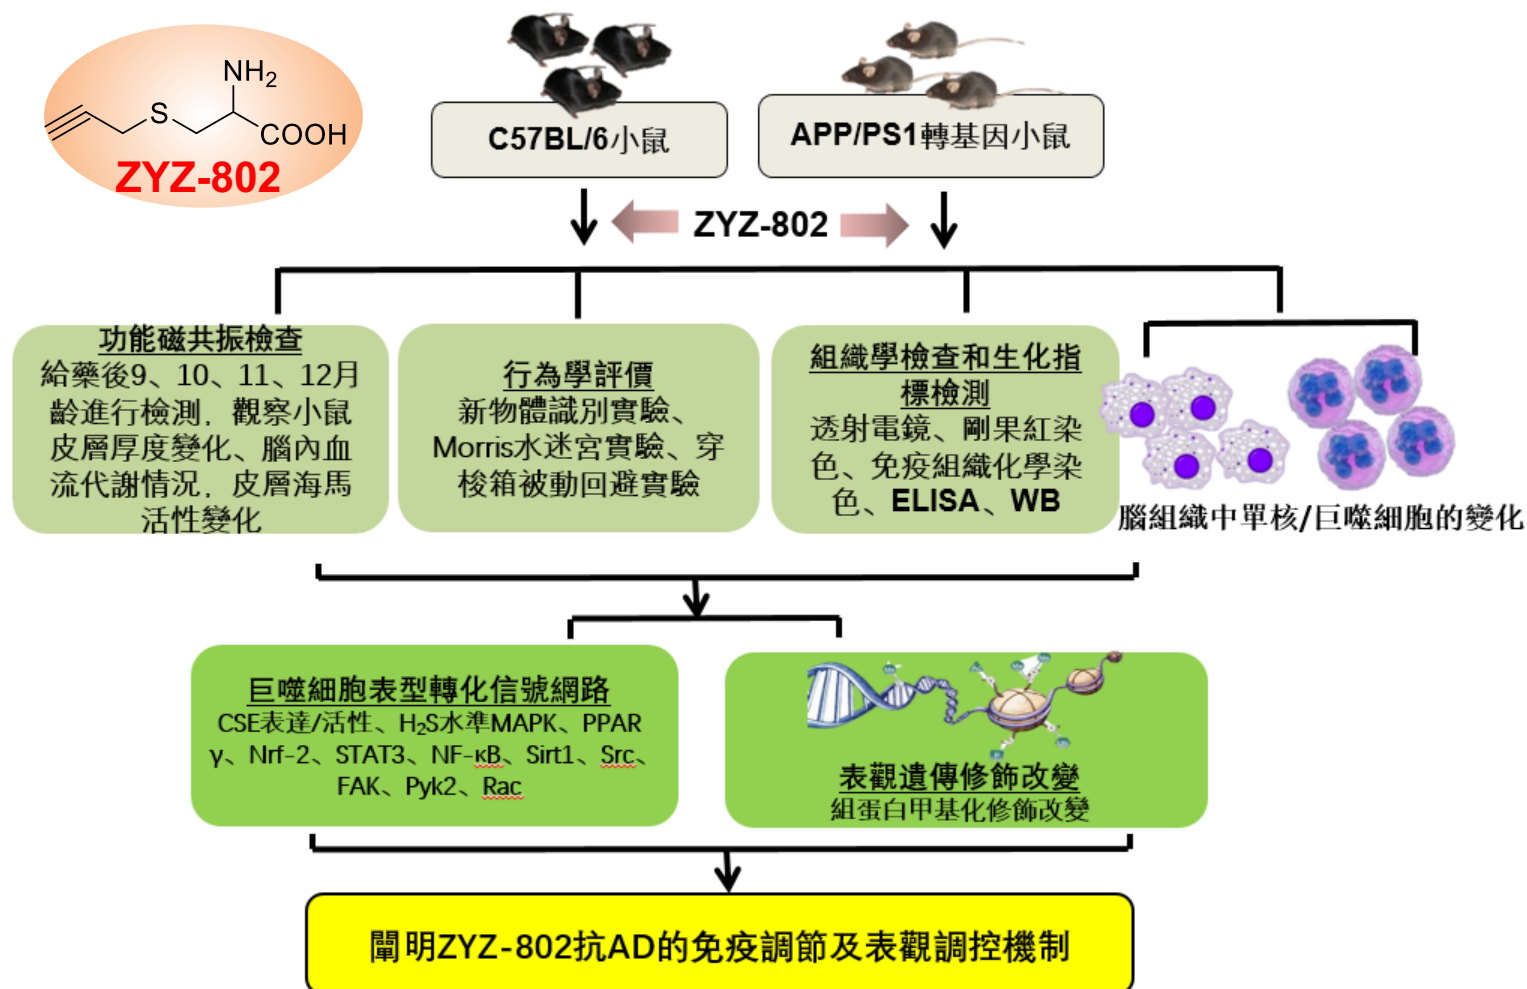 NH₂
S
COOH
ZYZ-802
C57BL/6小鼠
APP/PS1轉基因小鼠
ZYZ-802
功能磁共振檢查
給藥後9、10、11、12月
齡進行檢測，觀察小鼠
皮層厚度變化、腦內血
流代謝情況，皮層海馬
活性變化
行為學評價
新物體識別實驗、
Morris水迷宮實驗、穿
梭箱被動回避實驗
組織學檢查和生化指
標檢測
透射電鏡、剛果紅染
色、免疫組織化學染
色、ELISA、WB
腦組織中單核/巨噬細胞的變化
巨噬細胞表型轉化信號網路
CSE表達/活性、H₂S水準MAPK、PPAR
γ、Nrf-2、STAT3、NF-κB、Sirt1、Src、
FAK、Pyk2、Rac
表觀遺傳修飾改變
組蛋白甲基化修飾改變
闡明ZYZ-802抗AD的免疫調節及表觀調控機制